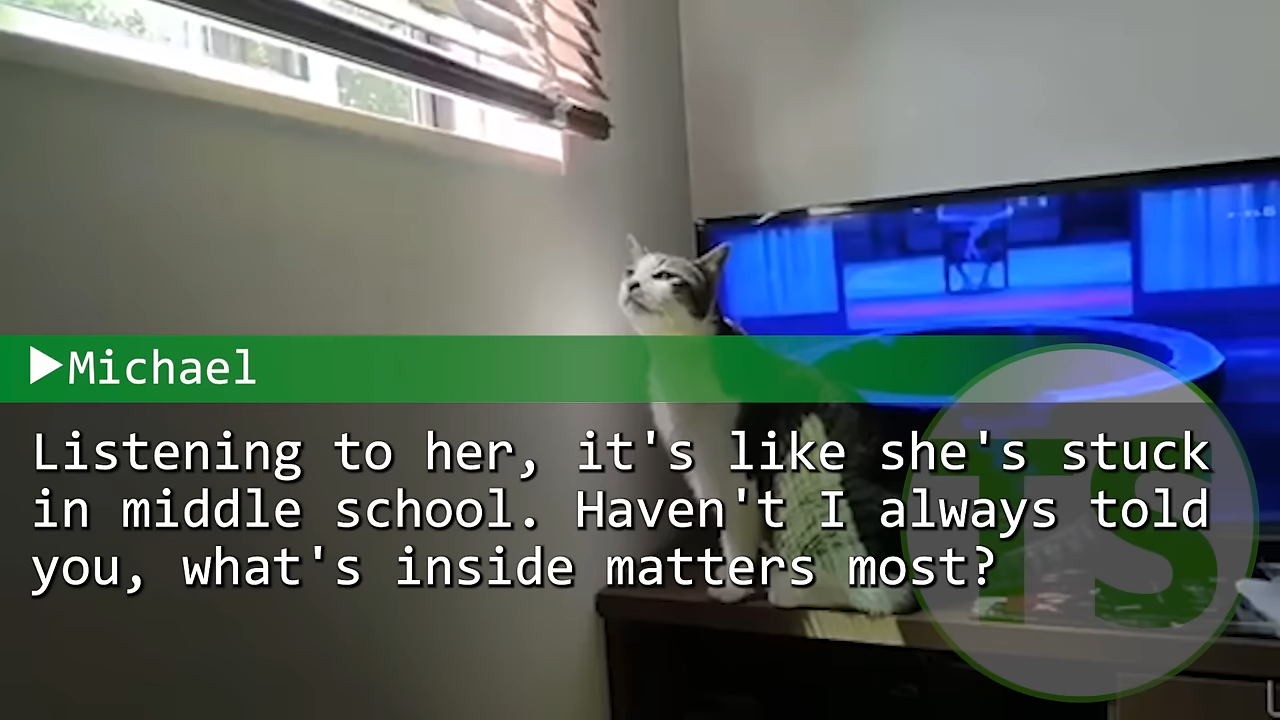 ▶Michael
Listening to her, it's like she's stuck
in middle school. Haven't I always told
you, what's inside matters most?
TS